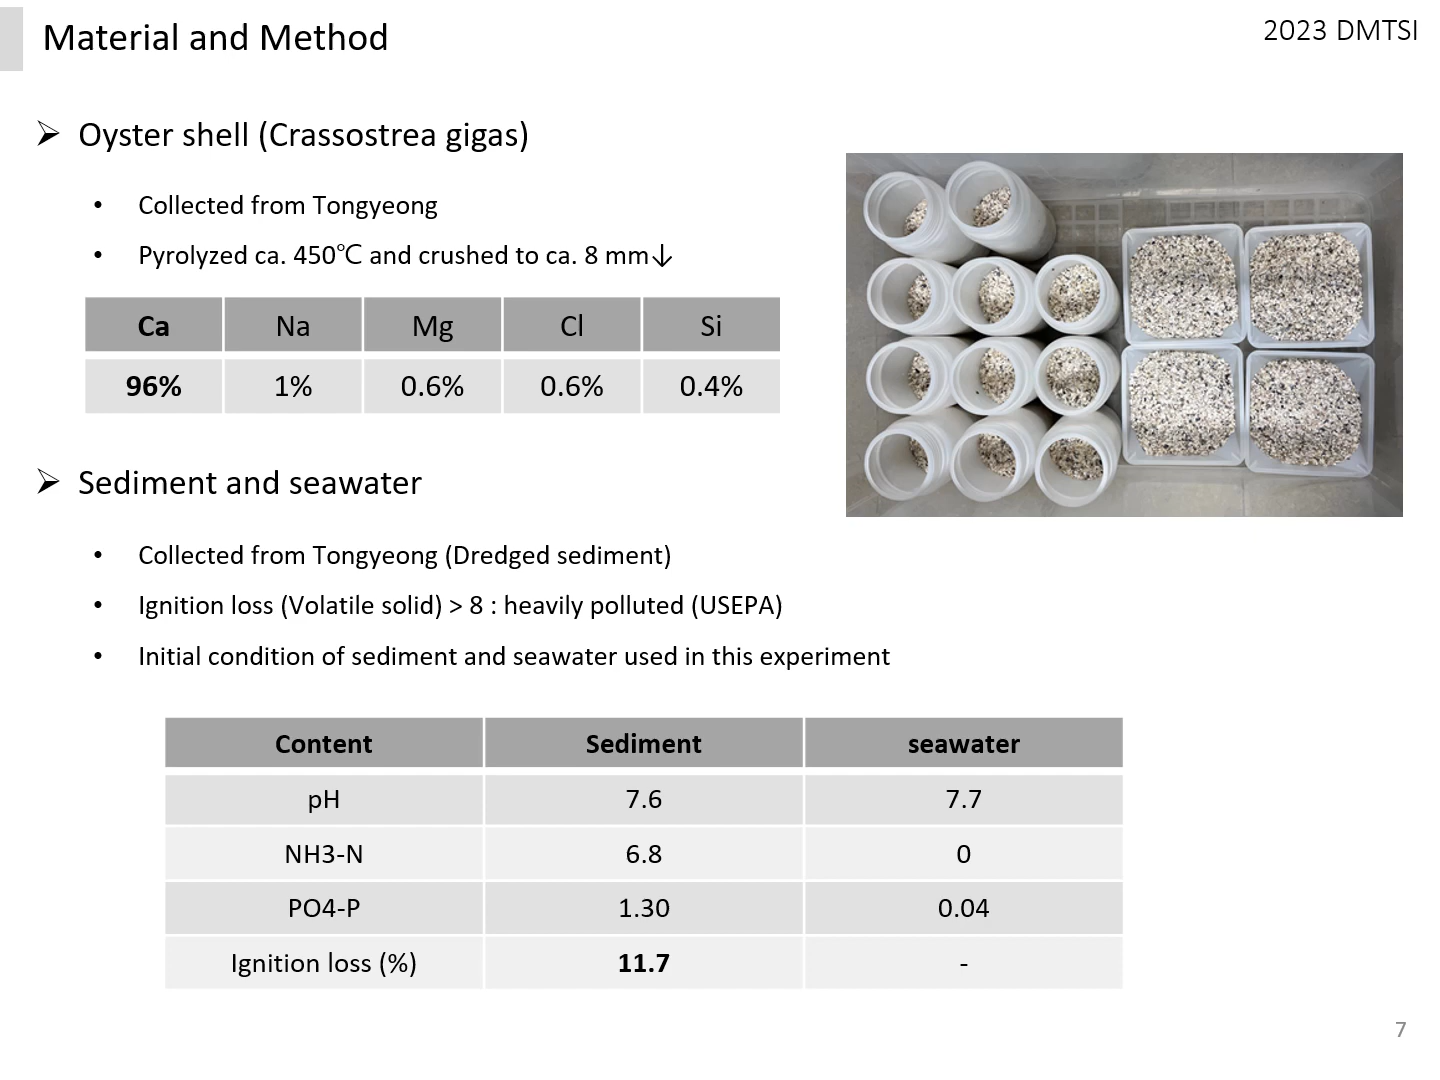 Material and Method
2023 DMTSI
➢ Oyster shell (Crassostrea gigas)
• Collected from Tongyeong
• Pyrolyzed ca. 450℃ and crushed to ca. 8 mm↓
Ca Na Mg Cl Si
96% 1% 0.6% 0.6% 0.4%
➢ Sediment and seawater
• Collected from Tongyeong (Dredged sediment)
• Ignition loss (Volatile solid) > 8 : heavily polluted (USEPA)
• Initial condition of sediment and seawater used in this experiment
Content Sediment seawater
pH 7.6 7.7
NH3-N 6.8 0
PO4-P 1.30 0.04
Ignition loss (%) 11.7 -
7